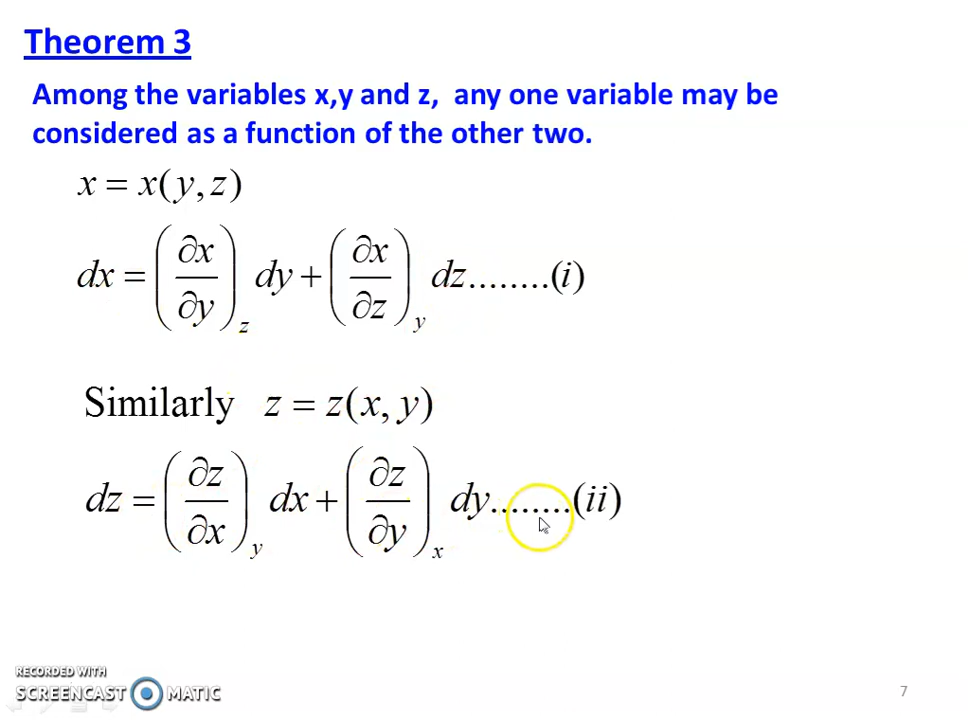 Theorem 3
Among the variables x,y and z, any one variable may be
considered as a function of the other two.
x = x(y, z)
dx = (∂x/∂y)_z dy + (∂x/∂z)_y dz........(i)
Similarly z = z(x, y)
dz = (∂z/∂x)_y dx + (∂z/∂y)_x dy........(ii)
RECORDED WITH
SCREENCAST MATIC
7